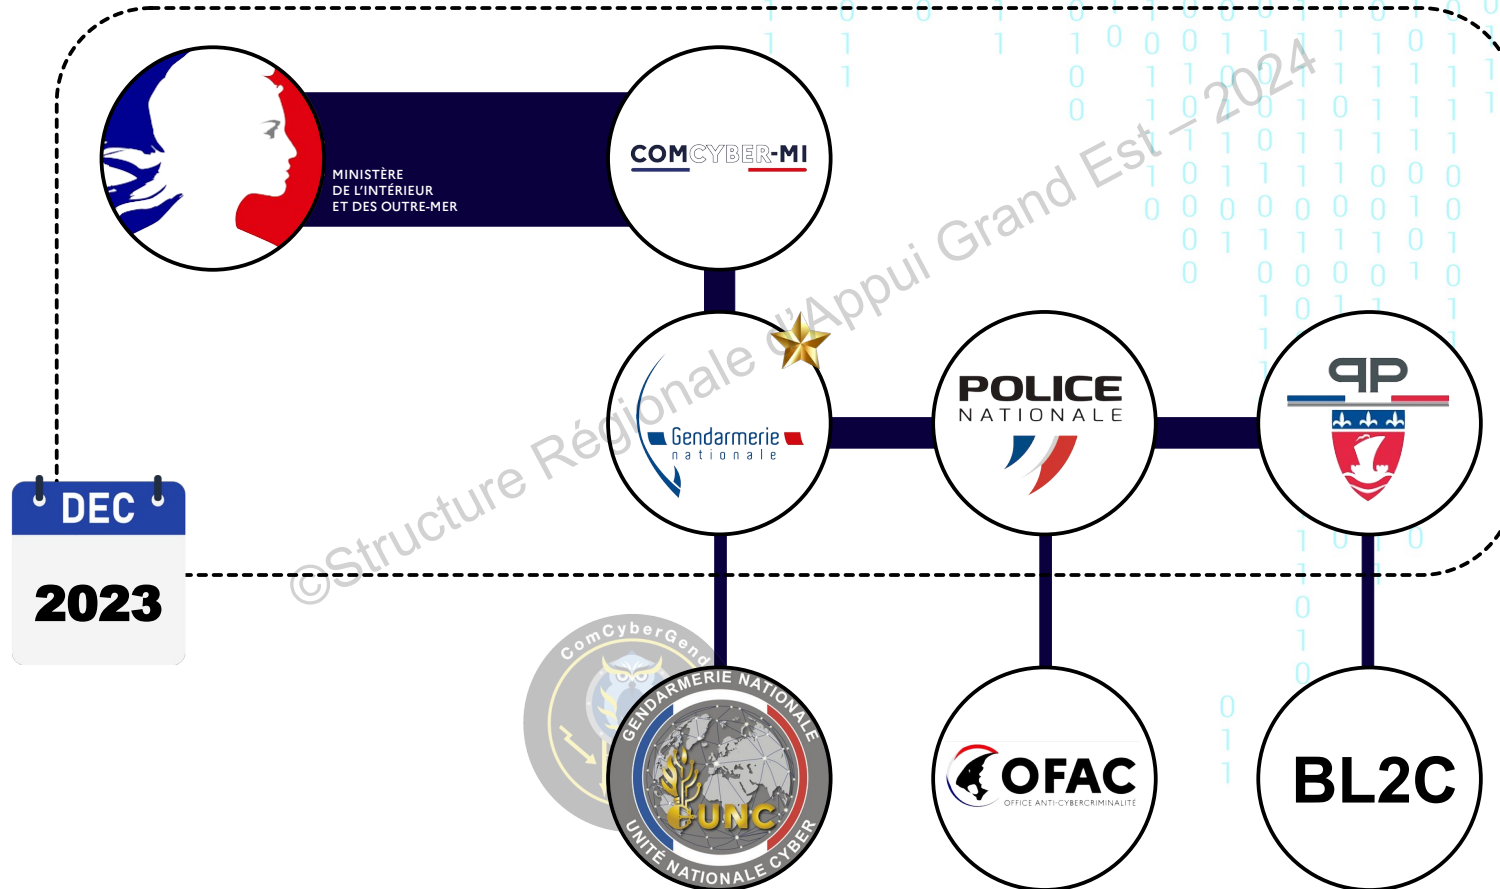 MINISTÈRE
DE L'INTÉRIEUR
ET DES OUTRE-MER
COMCYBER-MI
Gendarmerie
nationale
POLICE
NATIONALE
PP
DEC
2023
©Structure Régionale d'Appui Grand Est – 2024
ComCyberGend
GENDARMERIE NATIONALE
UNC
UNITÉ NATIONALE CYBER
OFAC
OFFICE ANTI-CYBERCRIMINALITÉ
BL2C